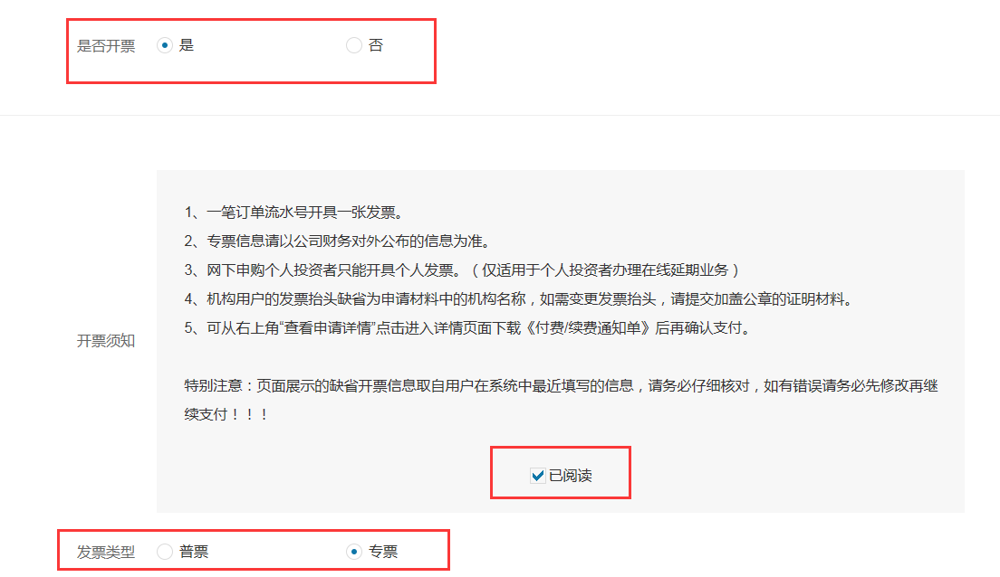 是否开票 是 否
1、一笔订单流水号开具一张发票。
2、专票信息请以公司财务对外公布的信息为准。
3、网下申购个人投资者只能开具个人发票。（仅适用于个人投资者办理在线延期业务）
4、机构用户的发票抬头缺省为申请材料中的机构名称，如需变更发票抬头，请提交加盖公章的证明材料。
5、可从右上角“查看申请详情”点击进入详情页面下载《付费/续费通知单》后再确认支付。
开票须知
特别注意：页面展示的缺省开票信息取自用户在系统中最近填写的信息，请务必仔细核对，如有错误请务必先修改再继
续支付！！！
已阅读
发票类型 普票 专票